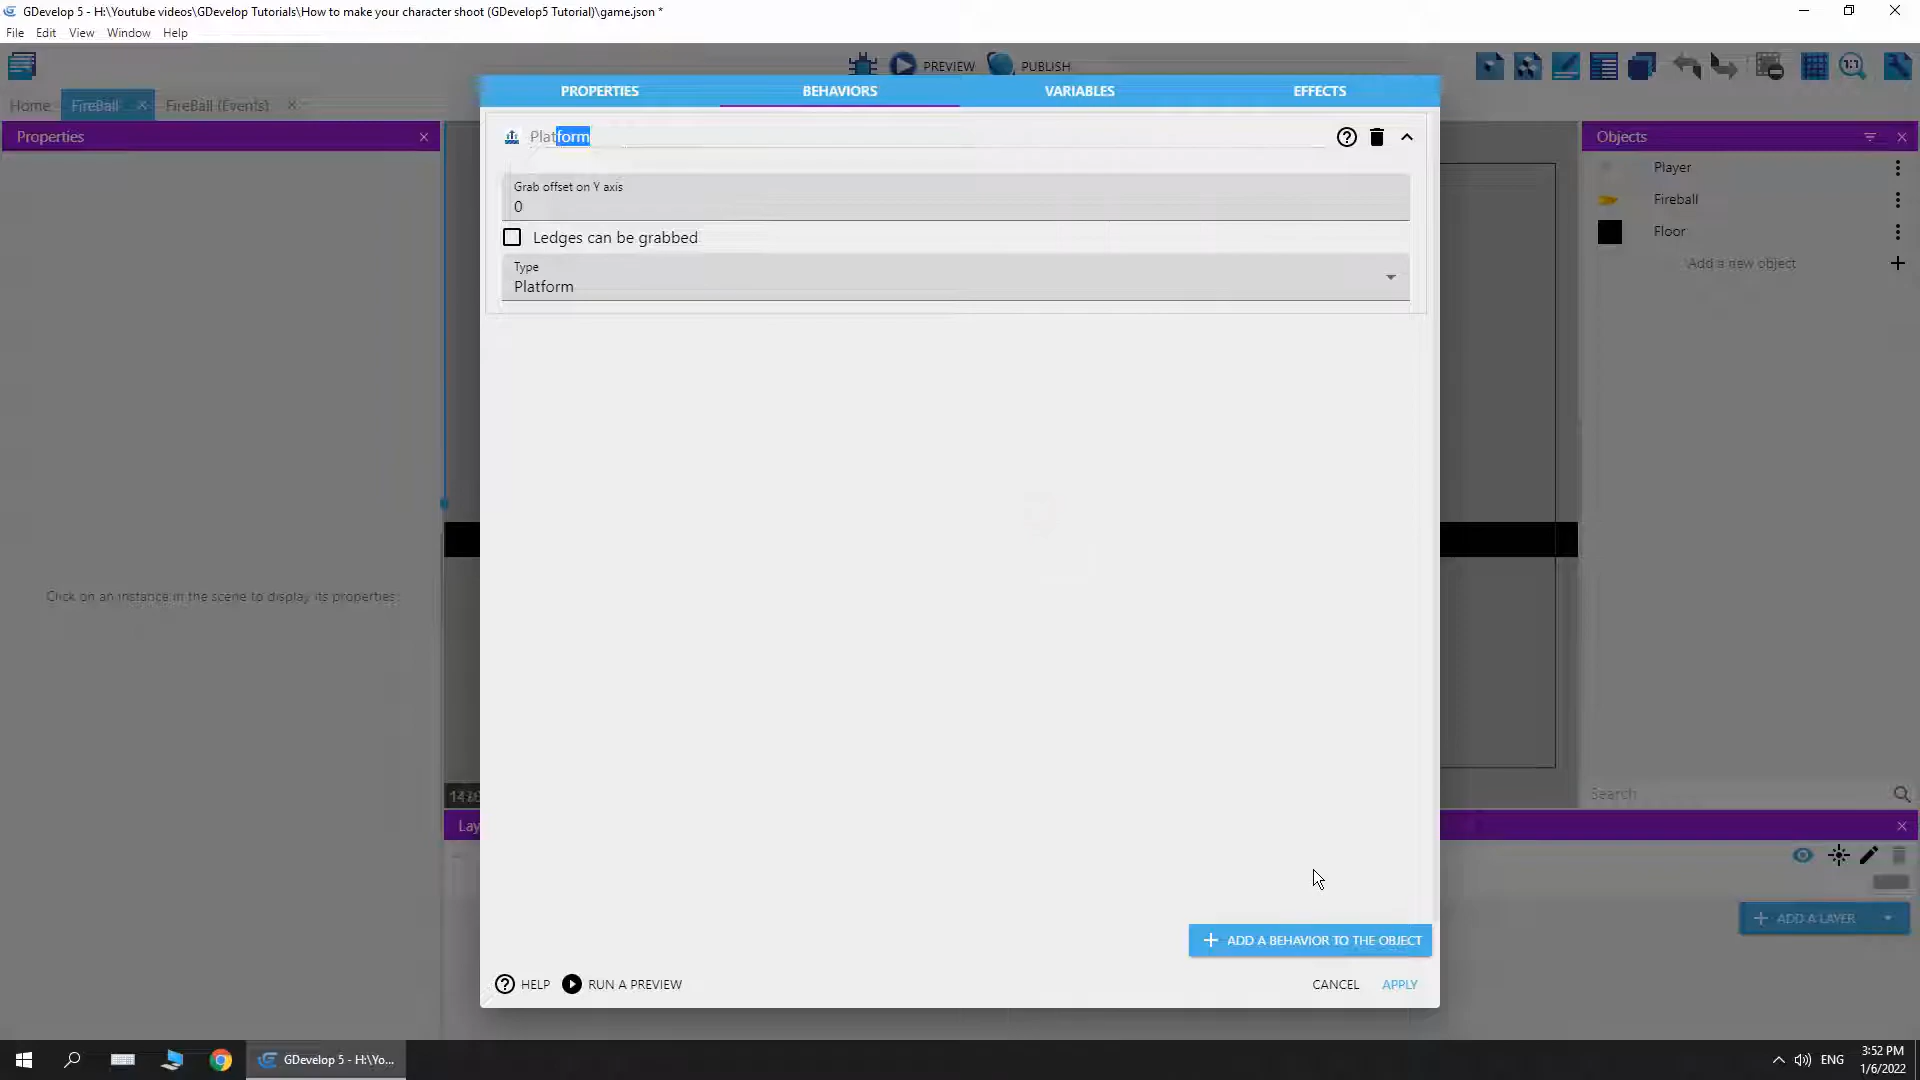 GDevelop 5 - H:\Youtube videos\GDevelop Tutorials\How to make your character shoot (GDevelop5 Tutorial)\game.json *
File Edit View Window Help
PREVIEW PUBLISH 1:1
Home FireBall FireBall (Events)
PROPERTIES BEHAVIORS VARIABLES EFFECTS
Properties
Platform
Grab offset on Y axis
0
Ledges can be grabbed
Type
Platform
Click on an instance in the scene to display its properties
Objects
Player
Fireball
Floor
Add a new object
Search
Lay
ADD A LAYER
ADD A BEHAVIOR TO THE OBJECT
HELP RUN A PREVIEW CANCEL APPLY
GDevelop 5 - H:\Yo...
ENG
3:52 PM
1/6/2022